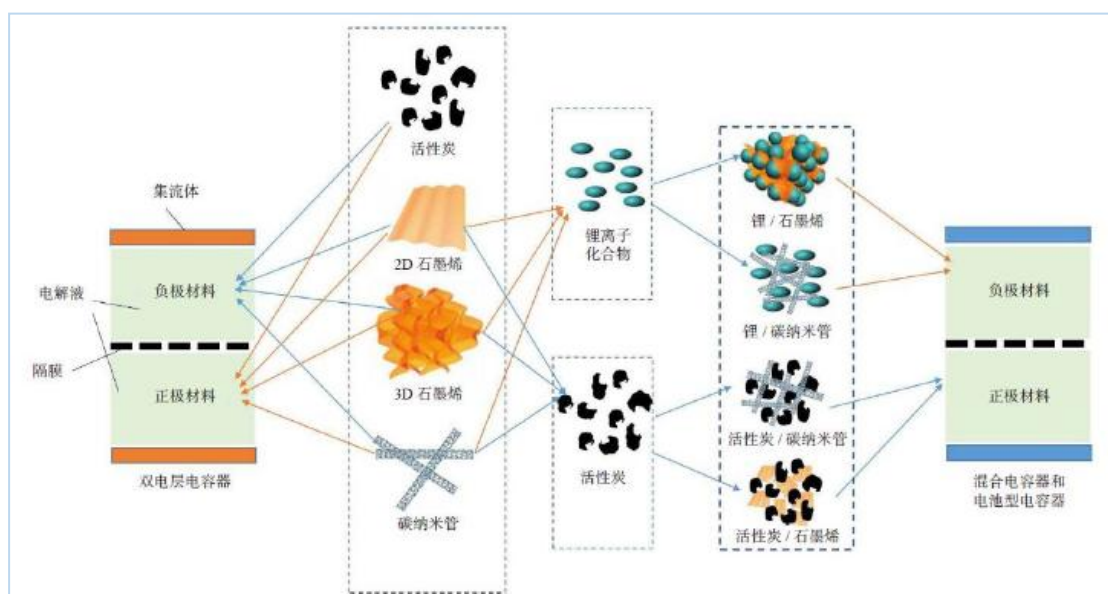 集流体
电解液
隔膜
负极材料
正极材料
双电层电容器
活性炭
2D 石墨烯
3D 石墨烯
碳纳米管
锂离子
化合物
活性炭
锂 / 石墨烯
锂 / 碳纳米管
活性炭 / 碳纳米管
活性炭 / 石墨烯
负极材料
正极材料
混合电容器和
电池型电容器